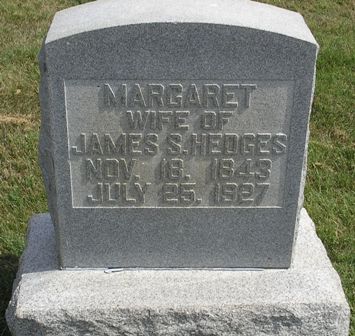 MARGARET
WIFE OF
JAMES S. HEDGES
NOV. 18, 1843
JULY 25, 1927